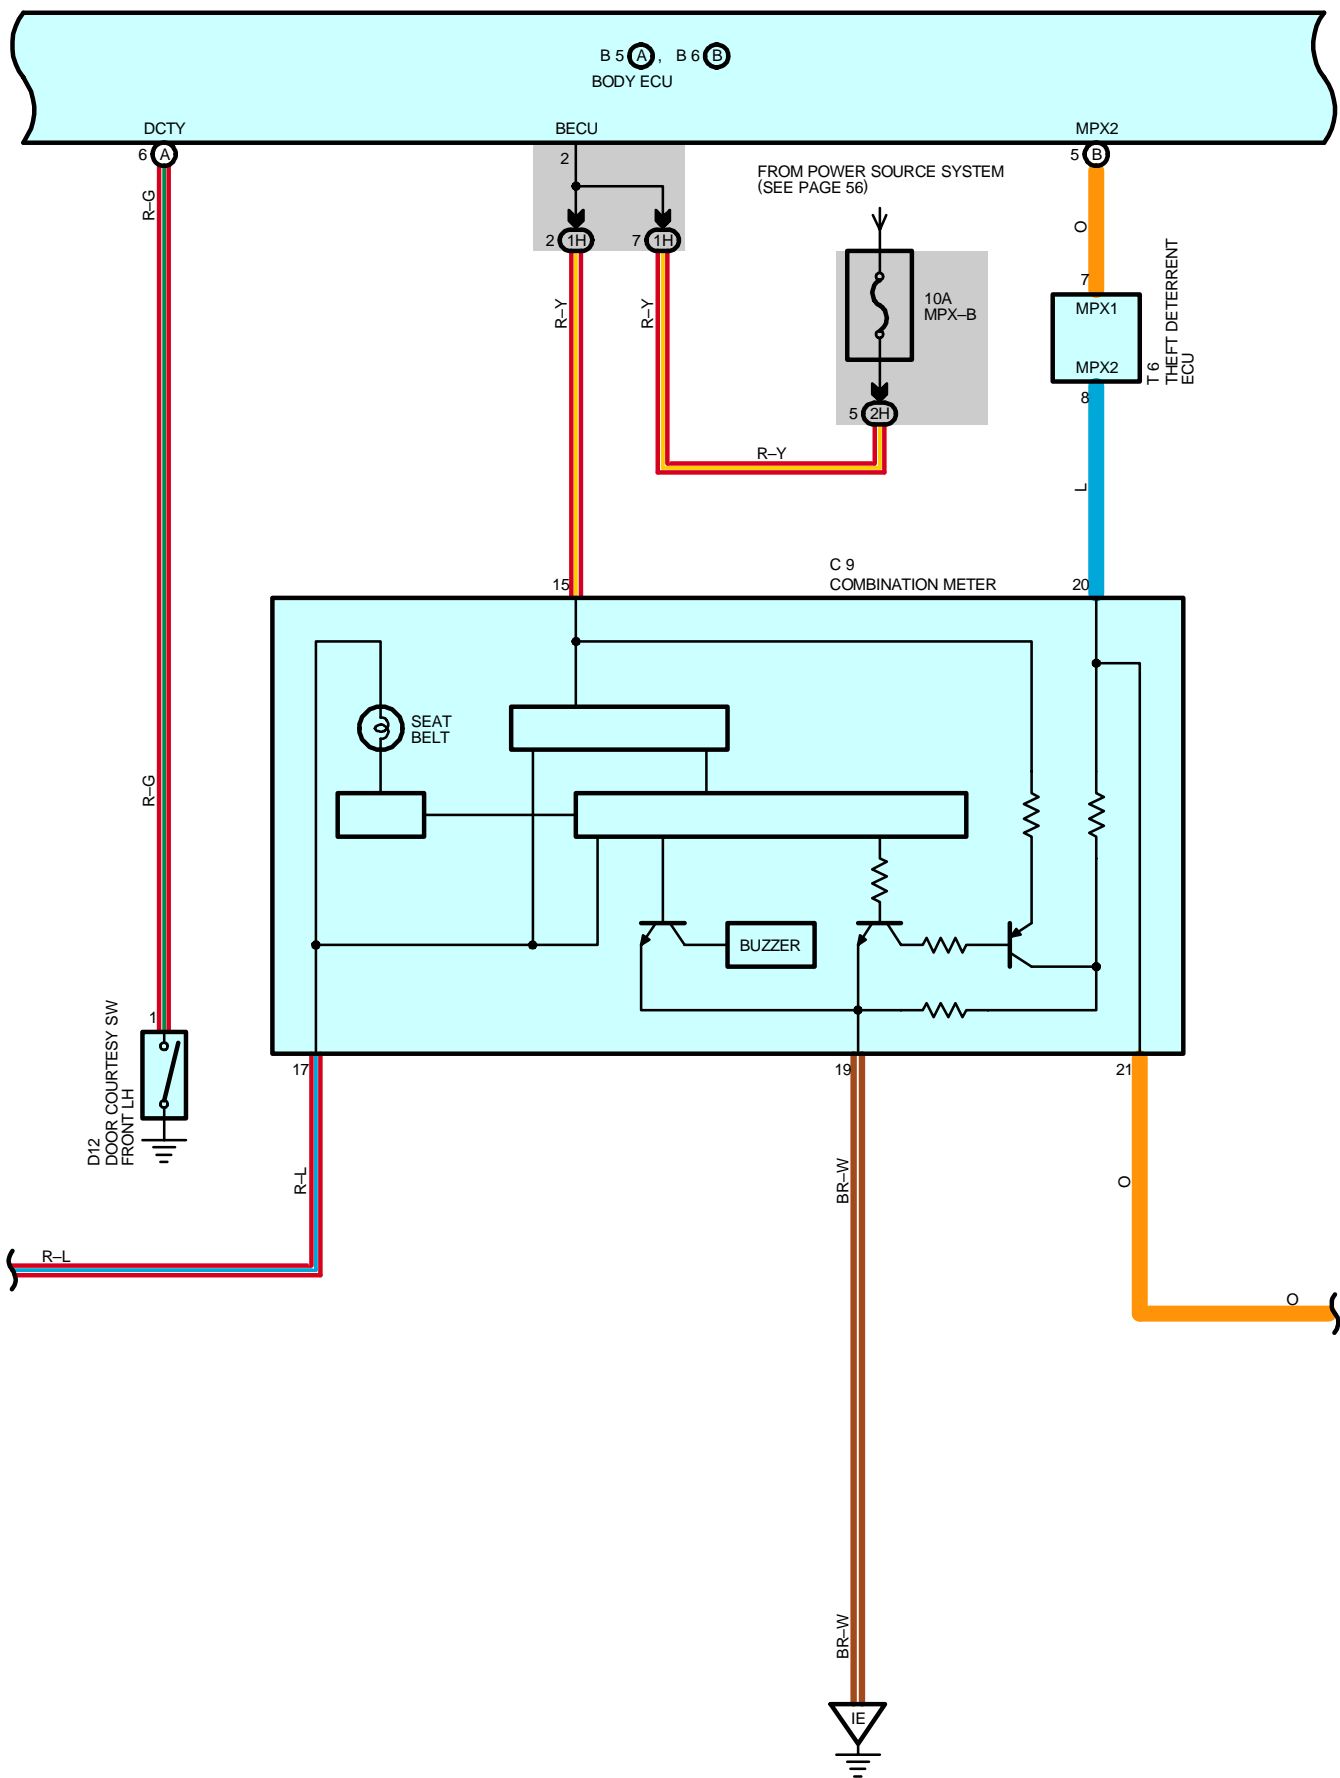 B 5 A , B 6 B
BODY ECU
DCTY
BECU
MPX2
6 A
2
5 B
FROM POWER SOURCE SYSTEM
(SEE PAGE 56)
R–G
O
2 1H
7 1H
7
10A
MPX–B
MPX1
R–Y
R–Y
MPX2
T 6
THEFT DETERRENT
ECU
8
5 2H
R–Y
L
C 9
COMBINATION METER
15
20
SEAT
BELT
R–G
BUZZER
1
D12
DOOR COURTESY SW
FRONT LH
17
19
21
R–L
BR–W
O
R–L
O
BR–W
IE